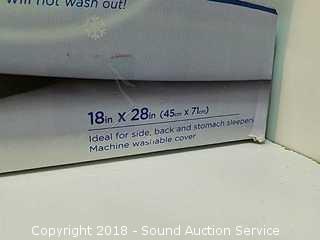 will not wash out!
18in x 28in (45cm x 71cm)
Ideal for side, back and stomach sleepers
Machine washable cover
Copyright 2018 - Sound Auction Service